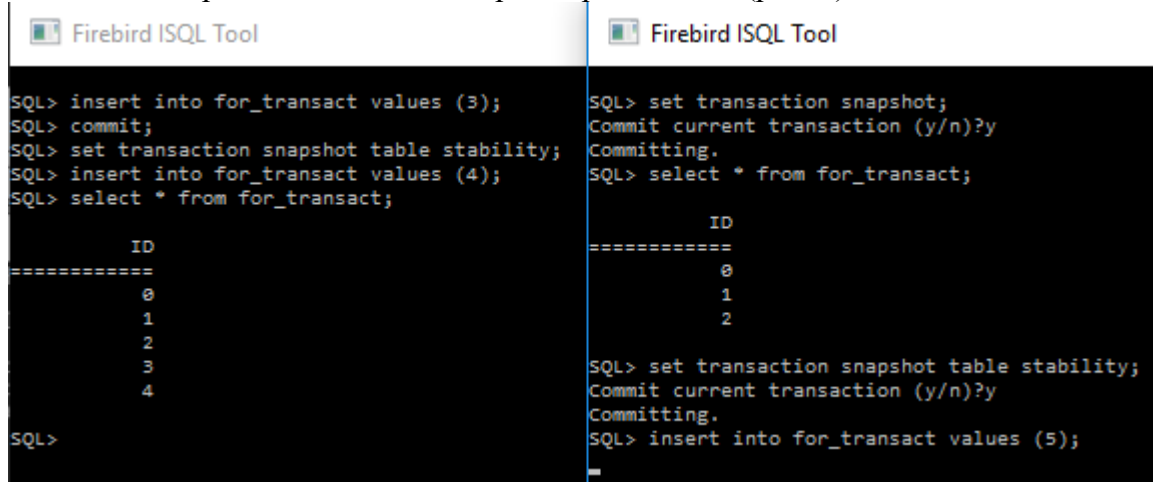 Firebird ISQL Tool
SQL> insert into for_transact values (3);
SQL> commit;
SQL> set transaction snapshot table stability;
SQL> insert into for_transact values (4);
SQL> select * from for_transact;
ID
============
0
1
2
3
4
SQL>
Firebird ISQL Tool
SQL> set transaction snapshot;
Commit current transaction (y/n)?y
Committing.
SQL> select * from for_transact;
ID
============
0
1
2
SQL> set transaction snapshot table stability;
Commit current transaction (y/n)?y
Committing.
SQL> insert into for_transact values (5);